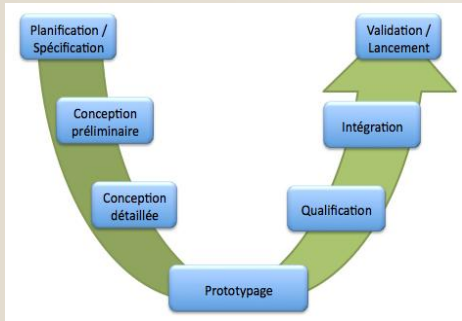 Planification /
Spécification
Conception
préliminaire
Conception
détaillée
Prototypage
Qualification
Intégration
Validation /
Lancement